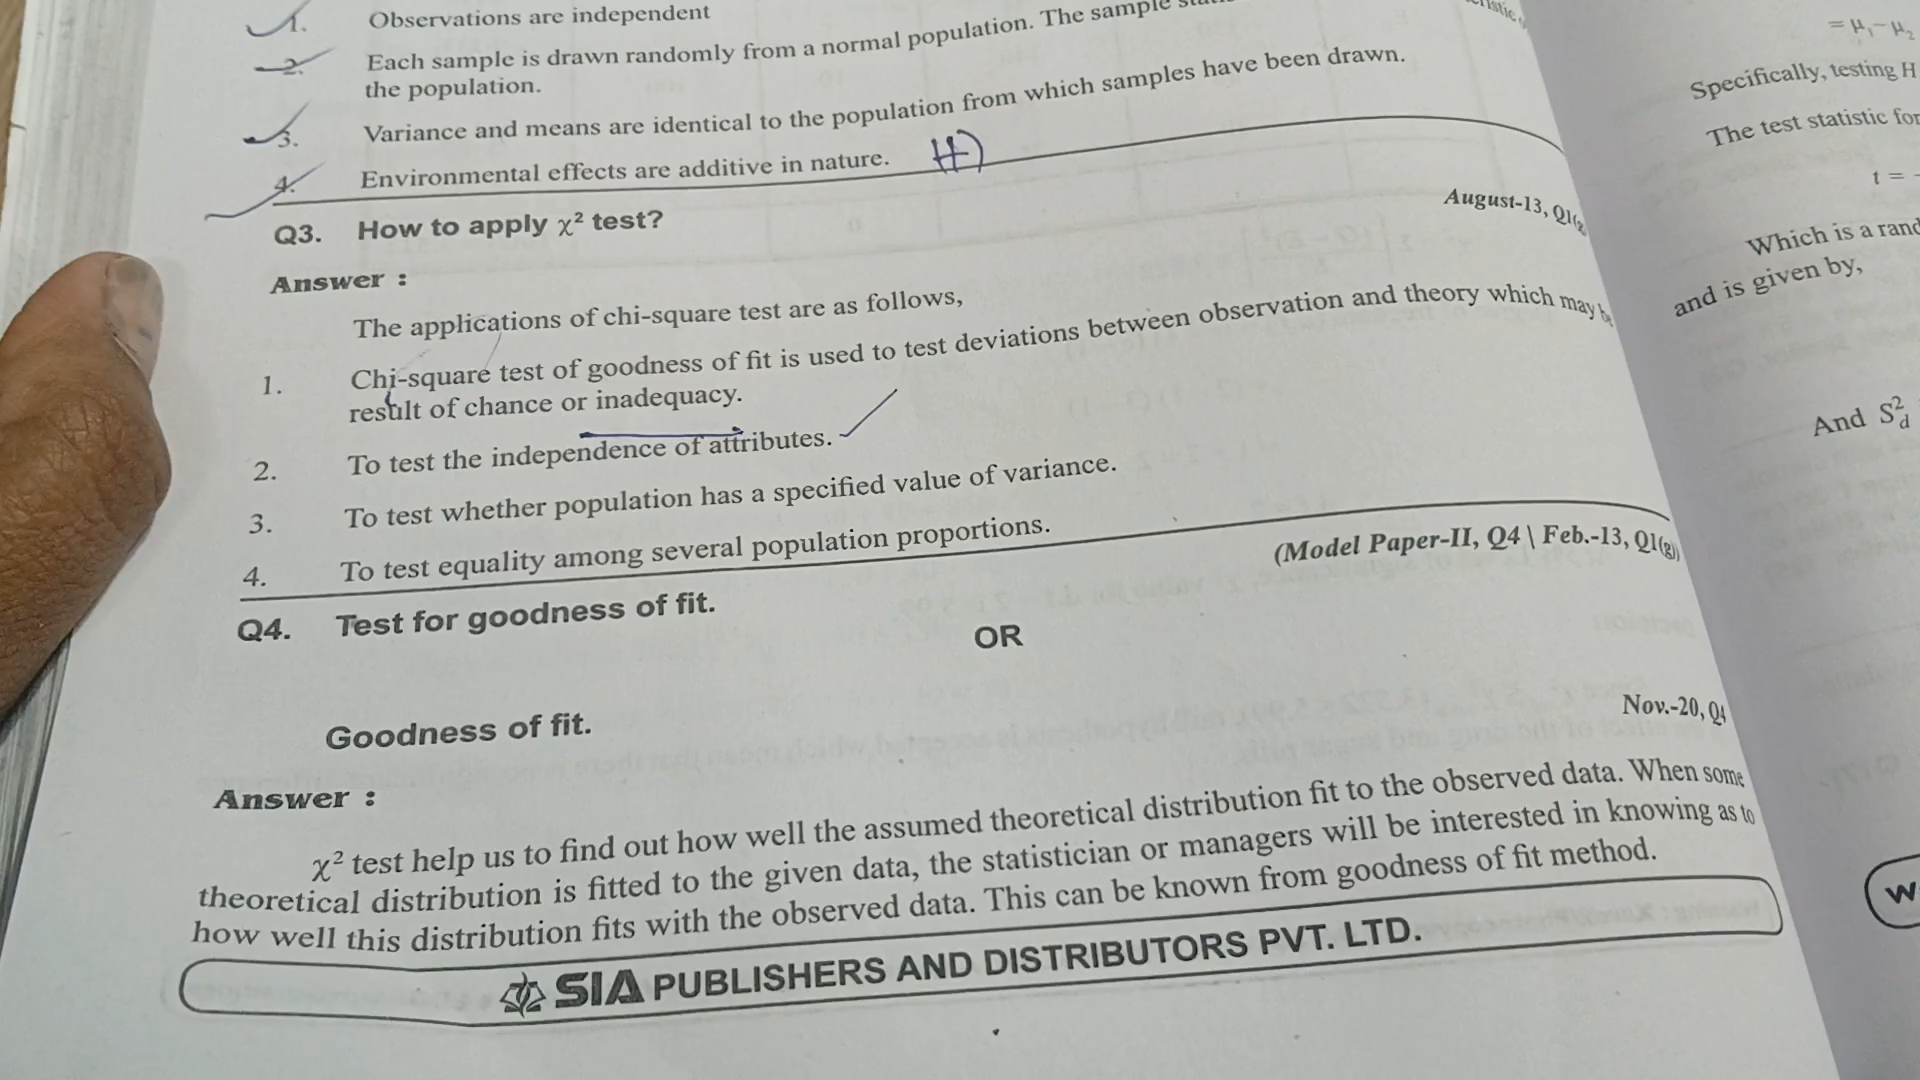 1. Observations are independent
2. Each sample is drawn randomly from a normal population. The sample
the population.
3. Variance and means are identical to the population from which samples have been drawn.
4. Environmental effects are additive in nature.
Q3. How to apply χ² test?
August-13, Q1(g
Answer :
The applications of chi-square test are as follows,
1. Chi-square test of goodness of fit is used to test deviations between observation and theory which may b
result of chance or inadequacy.
2. To test the independence of attributes.
3. To test whether population has a specified value of variance.
4. To test equality among several population proportions.
(Model Paper-II, Q4 \ Feb.-13, Q1(g)
Q4. Test for goodness of fit.
OR
Goodness of fit.
Nov.-20, Q4
Answer :
χ² test help us to find out how well the assumed theoretical distribution fit to the observed data. When some
theoretical distribution is fitted to the given data, the statistician or managers will be interested in knowing as to
how well this distribution fits with the observed data. This can be known from goodness of fit method.
SIA PUBLISHERS AND DISTRIBUTORS PVT. LTD.
= μ₁ - μ₂
Specifically, testing H
The test statistic for
t =
Which is a rand
and is given by,
And S²d
W